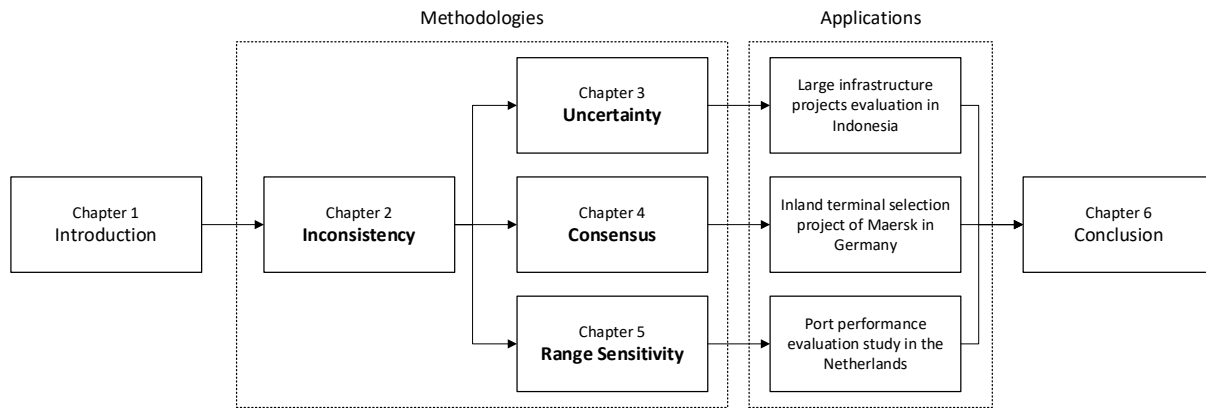 Methodologies
Applications
Chapter 1
Introduction
Chapter 2
Inconsistency
Chapter 3
Uncertainty
Chapter 4
Consensus
Chapter 5
Range Sensitivity
Large infrastructure
projects evaluation in
Indonesia
Inland terminal selection
project of Maersk in
Germany
Port performance
evaluation study in the
Netherlands
Chapter 6
Conclusion